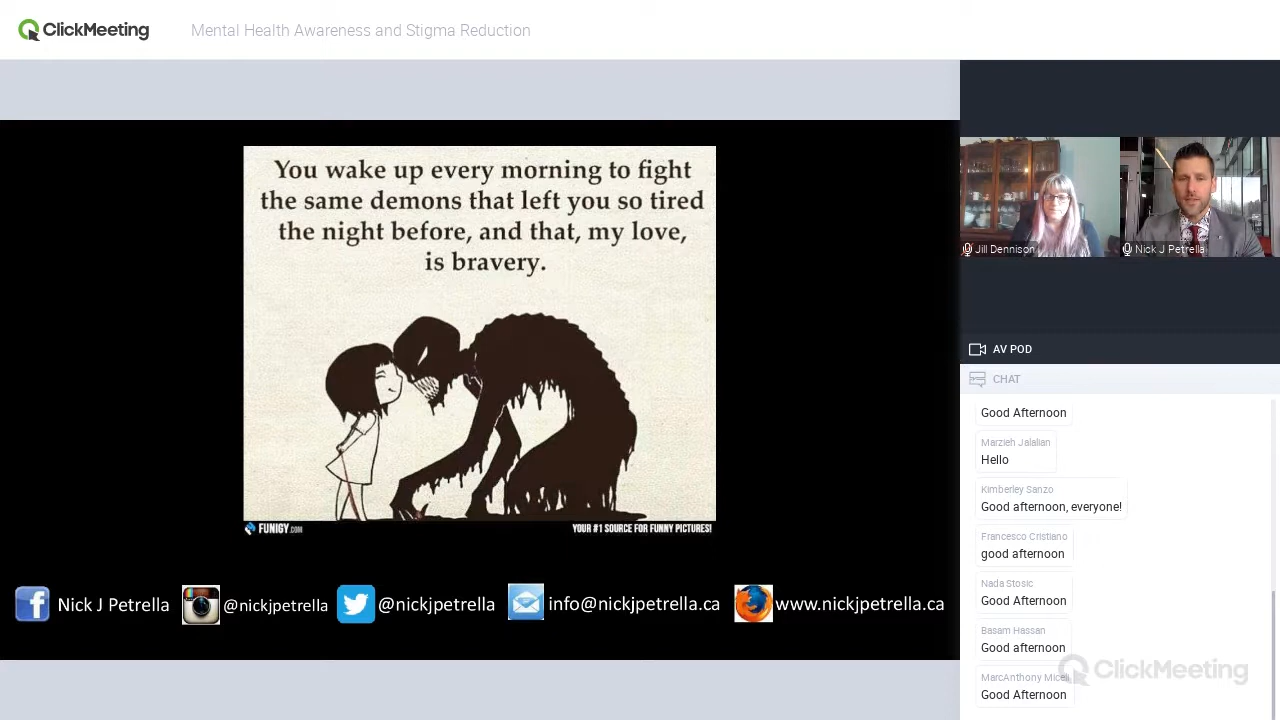 ClickMeeting
Mental Health Awareness and Stigma Reduction
You wake up every morning to fight
the same demons that left you so tired
the night before, and that, my love,
is bravery.
FUNIGY.COM
YOUR #1 SOURCE FOR FUNNY PICTURES!
Nick J Petrella
@nickjpetrella
@nickjpetrella
info@nickjpetrella.ca
www.nickjpetrella.ca
Jill Dennison
Nick J Petrella
AV POD
CHAT
Good Afternoon
Marzieh Jalalian
Hello
Kimberley Sanzo
Good afternoon, everyone!
Francesco Cristiano
good afternoon
Nada Stosic
Good Afternoon
Basam Hassan
Good afternoon
MarcAnthony
Good Afternoon
ClickMeeting